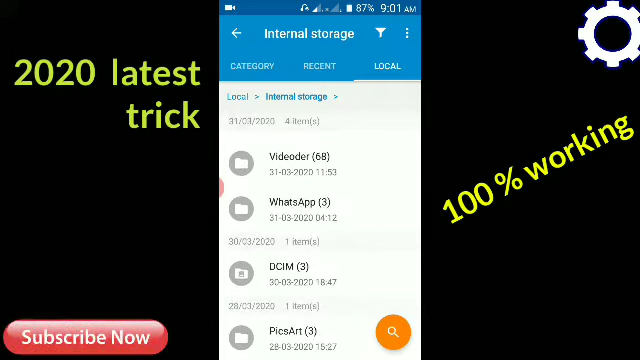 87% 9:01 AM
Internal storage
CATEGORY RECENT LOCAL
Local > Internal storage >
31/03/2020 4 item(s)
Videoder (68)
31-03-2020 11:53
WhatsApp (3)
31-03-2020 04:12
30/03/2020 1 item(s)
DCIM (3)
30-03-2020 18:47
28/03/2020 1 item(s)
PicsArt (3)
28-03-2020 15:27
2020 latest
trick
100 % working
Subscribe Now